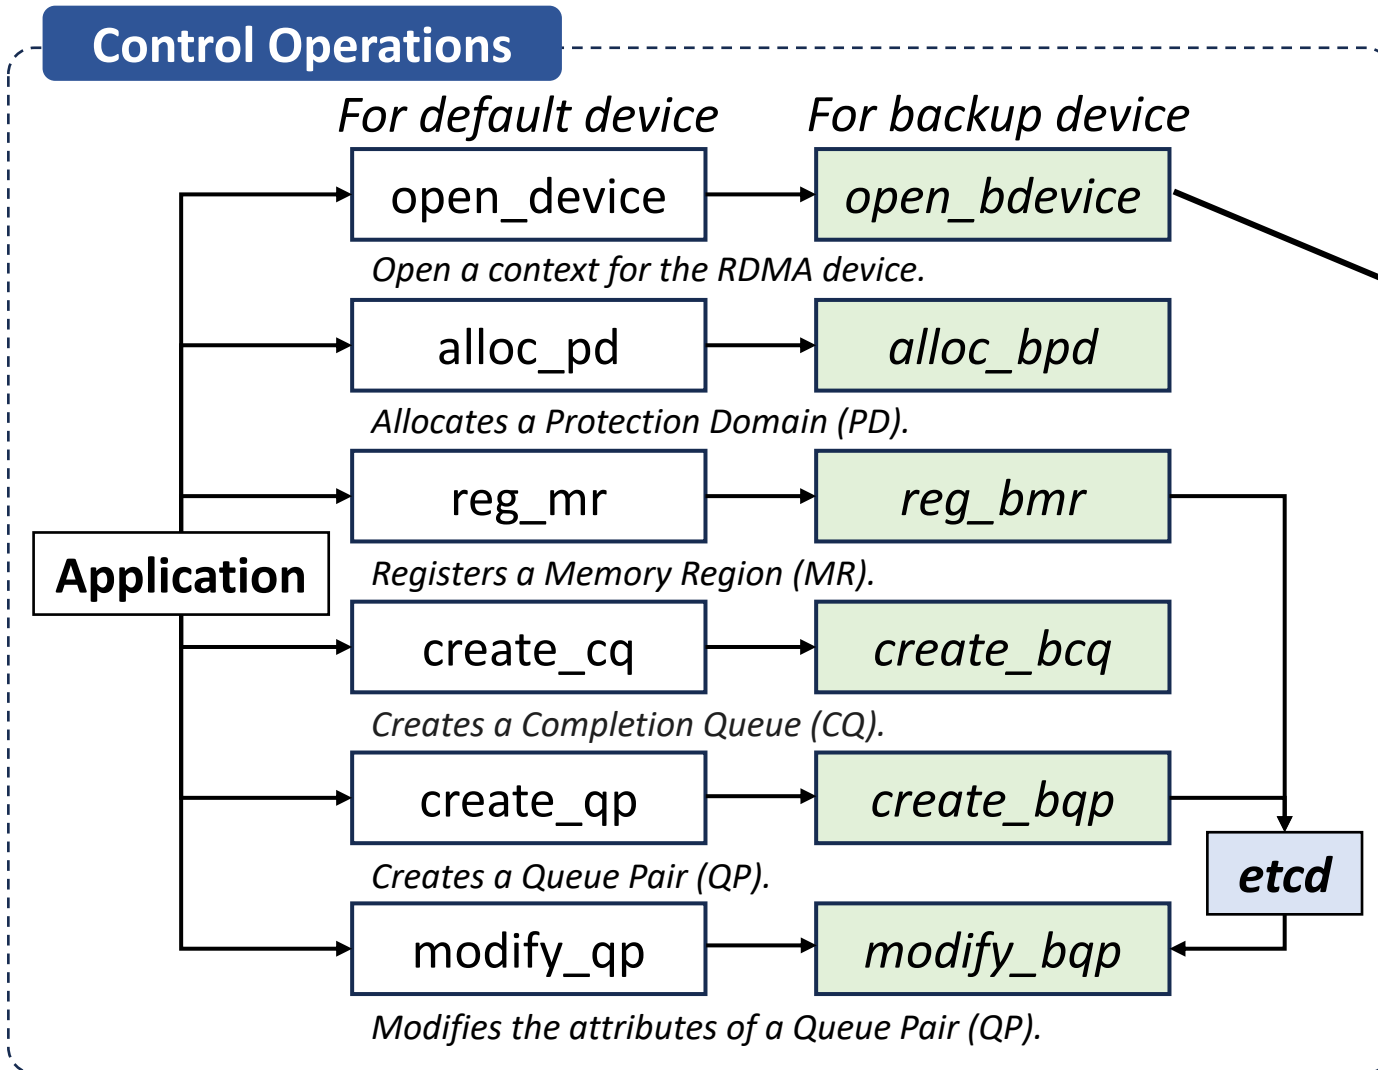 Control Operations
For default device
For backup device
open_device
open_bdevice
Open a context for the RDMA device.
alloc_pd
alloc_bpd
Allocates a Protection Domain (PD).
reg_mr
reg_bmr
Application
Registers a Memory Region (MR).
create_cq
create_bcq
Creates a Completion Queue (CQ).
create_qp
create_bqp
etcd
Creates a Queue Pair (QP).
modify_qp
modify_bqp
Modifies the attributes of a Queue Pair (QP).